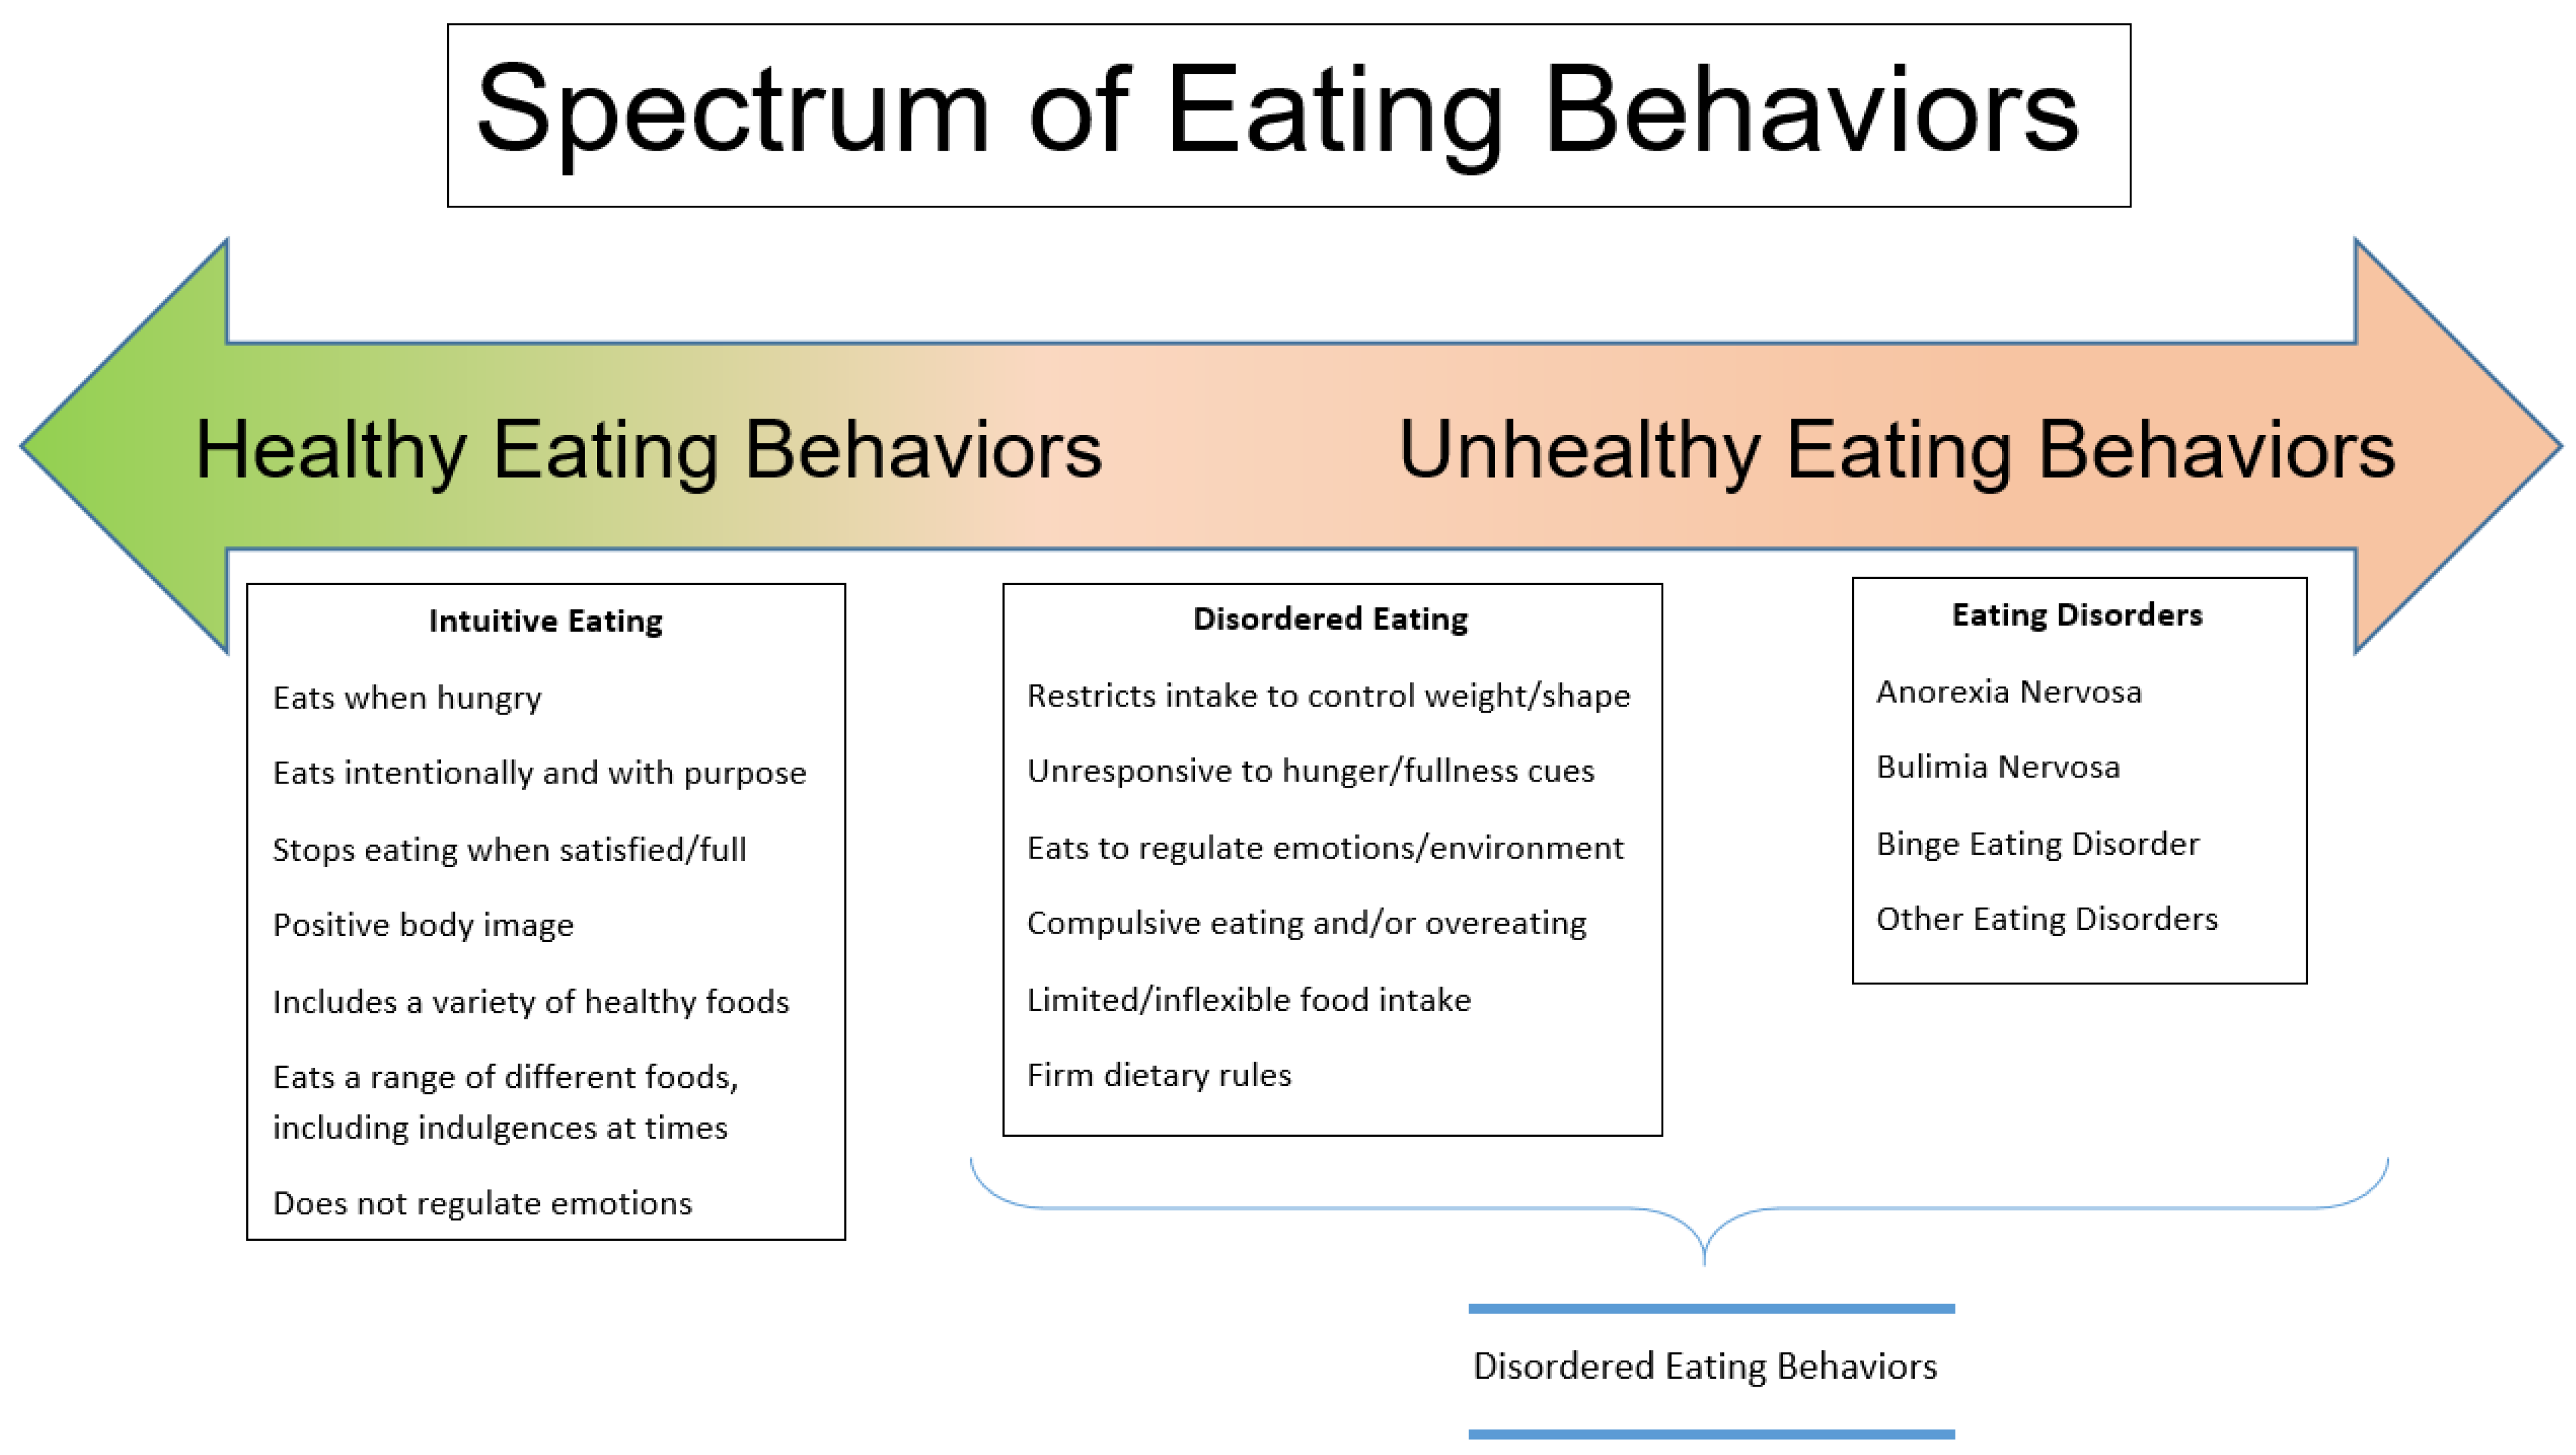 Spectrum of Eating Behaviors
Healthy Eating Behaviors
Unhealthy Eating Behaviors
Intuitive Eating
Eats when hungry
Eats intentionally and with purpose
Stops eating when satisfied/full
Positive body image
Includes a variety of healthy foods
Eats a range of different foods,
including indulgences at times
Does not regulate emotions
Disordered Eating
Restricts intake to control weight/shape
Unresponsive to hunger/fullness cues
Eats to regulate emotions/environment
Compulsive eating and/or overeating
Limited/inflexible food intake
Firm dietary rules
Eating Disorders
Anorexia Nervosa
Bulimia Nervosa
Binge Eating Disorder
Other Eating Disorders
Disordered Eating Behaviors